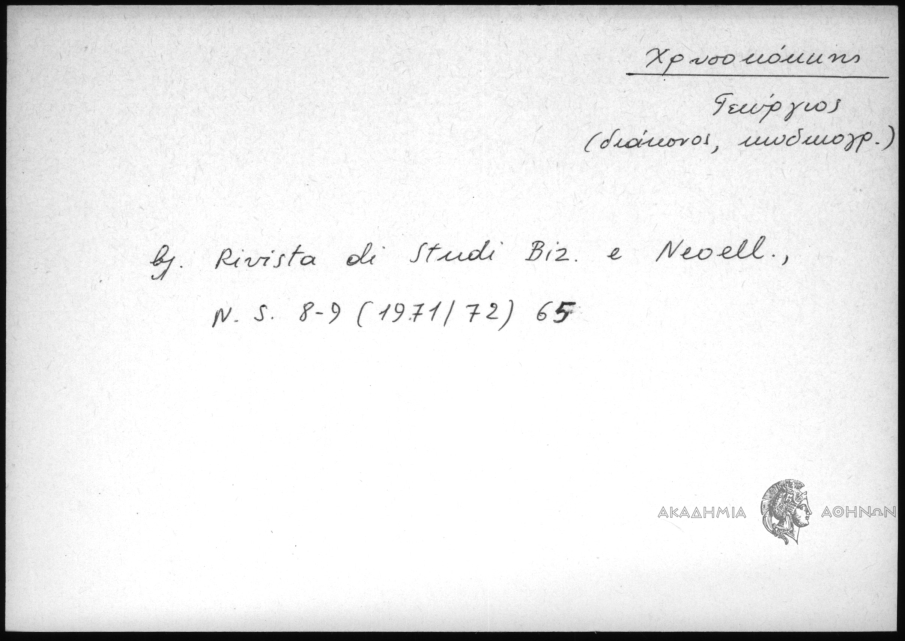 Χρυσοκόκκης
Γεώργιος
(διάκονος, κωδικογρ.)
βλ. Rivista di Studi Biz. e Neoell.,
N. S. 8-9 (1971/72) 65
ΑΚΑΔΗΜΙΑ ΑΘΗΝΩΝ